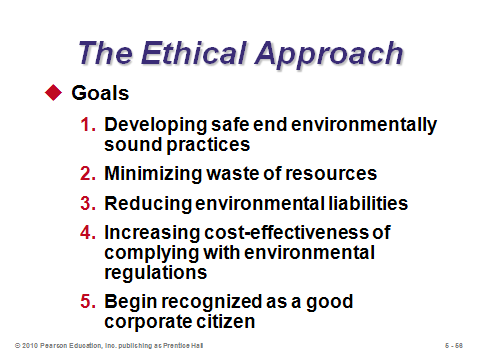 The Ethical Approach
Goals
1. Developing safe end environmentally
sound practices
2. Minimizing waste of resources
3. Reducing environmental liabilities
4. Increasing cost-effectiveness of
complying with environmental
regulations
5. Begin recognized as a good
corporate citizen
© 2010 Pearson Education, Inc. publishing as Prentice Hall
5 - 56